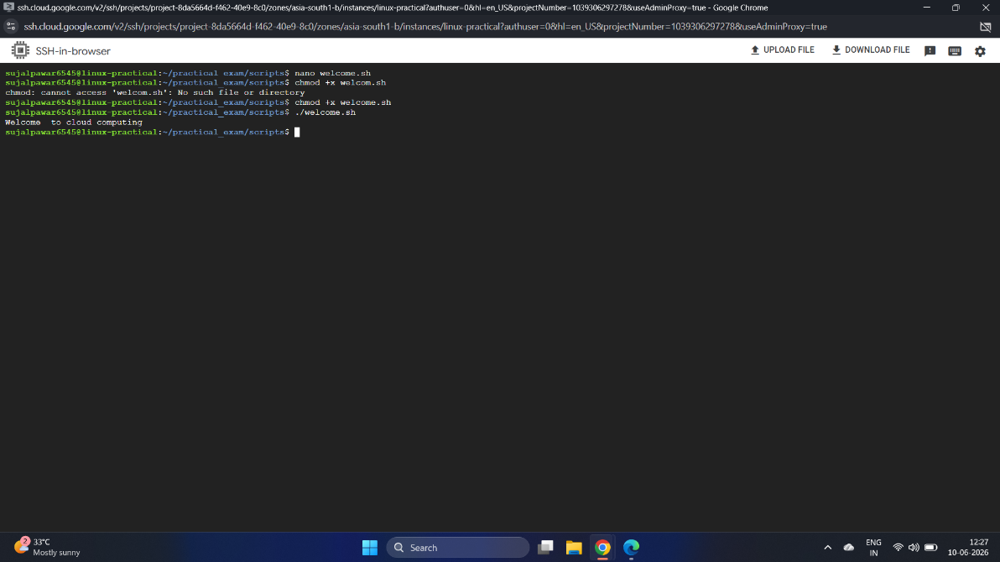 ssh.cloud.google.com/v2/ssh/projects/project-8da5664d-f462-40e9-8c0/zones/asia-south1-b/instances/linux-practical?authuser=0&hl=en_US&projectNumber=1039306297278&useAdminProxy=true - Google Chrome
ssh.cloud.google.com/v2/ssh/projects/project-8da5664d-f462-40e9-8c0/zones/asia-south1-b/instances/linux-practical?authuser=0&hl=en_US&projectNumber=1039306297278&useAdminProxy=true
SSH-in-browser UPLOAD FILE DOWNLOAD FILE
sujalpawar6545@linux-practical:~/practical_exam/scripts$ nano welcome.sh
sujalpawar6545@linux-practical:~/practical_exam/scripts$ chmod +x welcom.sh
chmod: cannot access 'welcom.sh': No such file or directory
sujalpawar6545@linux-practical:~/practical_exam/scripts$ chmod +x welcome.sh
sujalpawar6545@linux-practical:~/practical_exam/scripts$ ./welcome.sh
Welcome  to cloud computing
sujalpawar6545@linux-practical:~/practical_exam/scripts$
2
33°C
Mostly sunny
Search
ENG
IN
12:27
10-06-2026